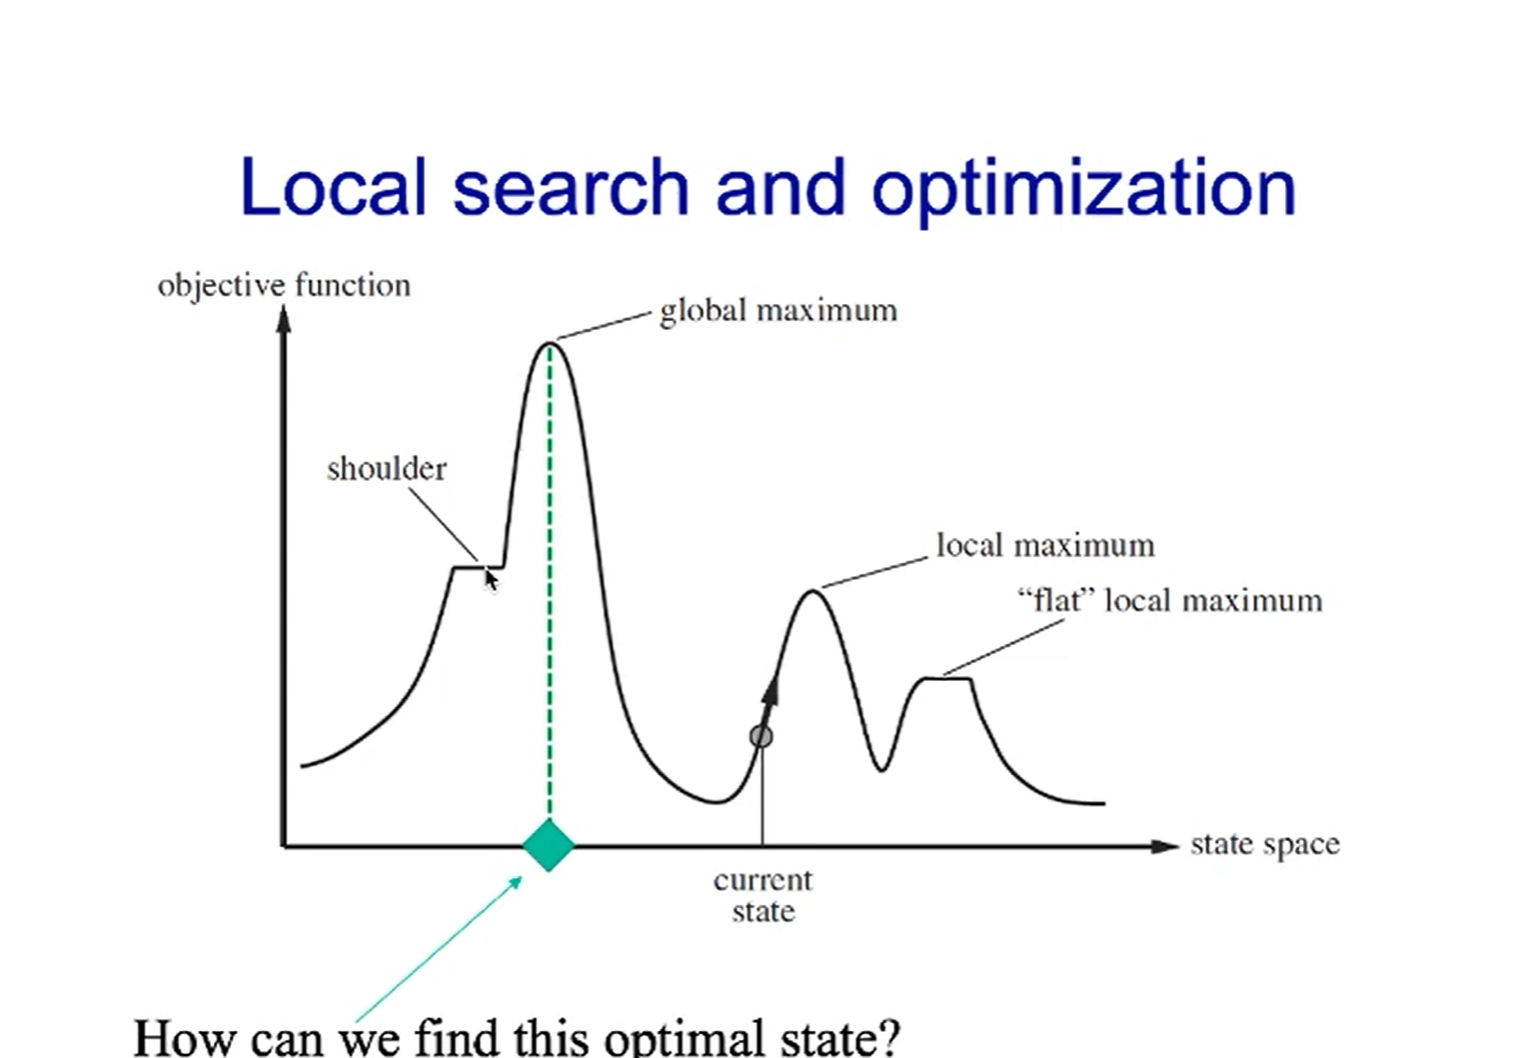 Local search and optimization
objective function
global maximum
shoulder
local maximum
“flat” local maximum
state space
current
state
How can we find this optimal state?